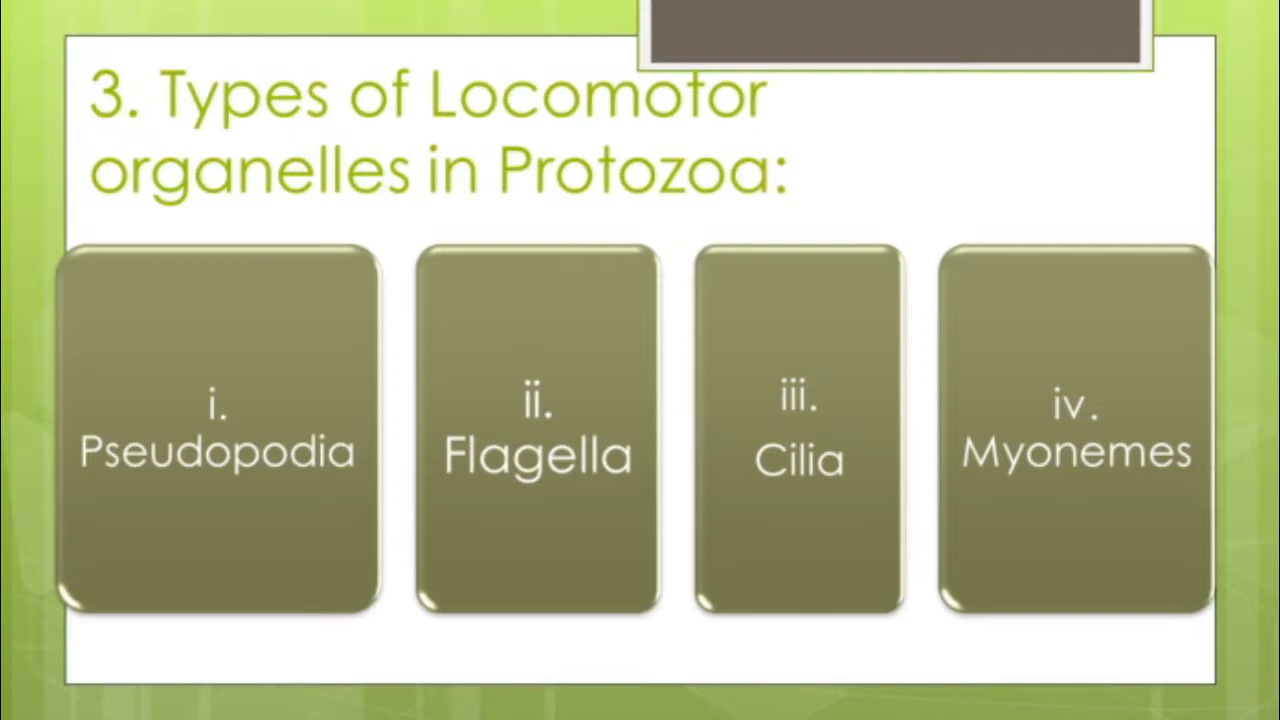 3. Types of Locomotor
organelles in Protozoa:
i.
Pseudopodia
ii.
Flagella
iii.
Cilia
iv.
Myonemes